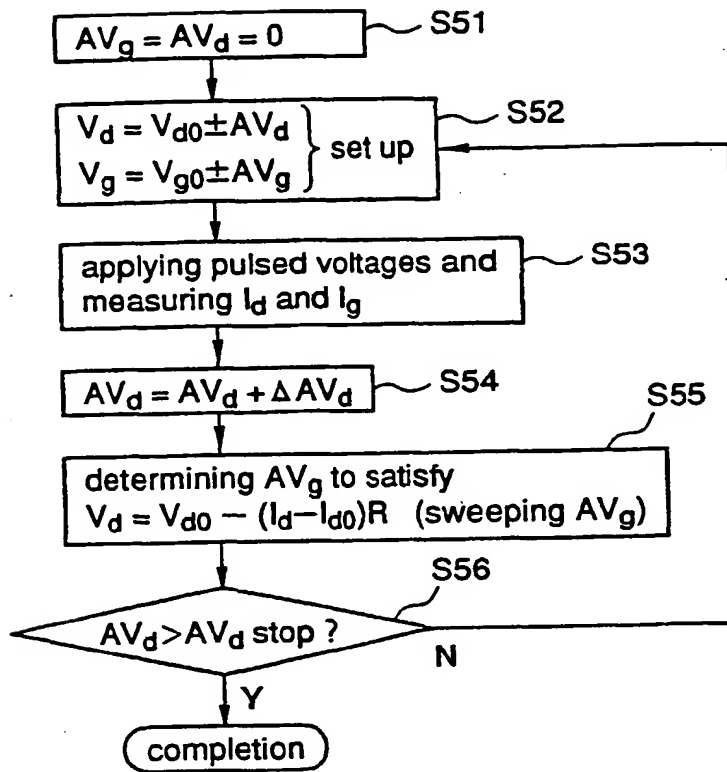 AVg = AVd = 0
S51
Vd = Vd0 ± AVd
Vg = Vg0 ± AVg
} set up
S52
applying pulsed voltages and
measuring Id and Ig
S53
AVd = AVd + Δ AVd
S54
S55
determining AVg to satisfy
Vd = Vd0 − (Id−Id0)R (sweeping AVg)
S56
AVd > AVd stop ?
N
Y
completion